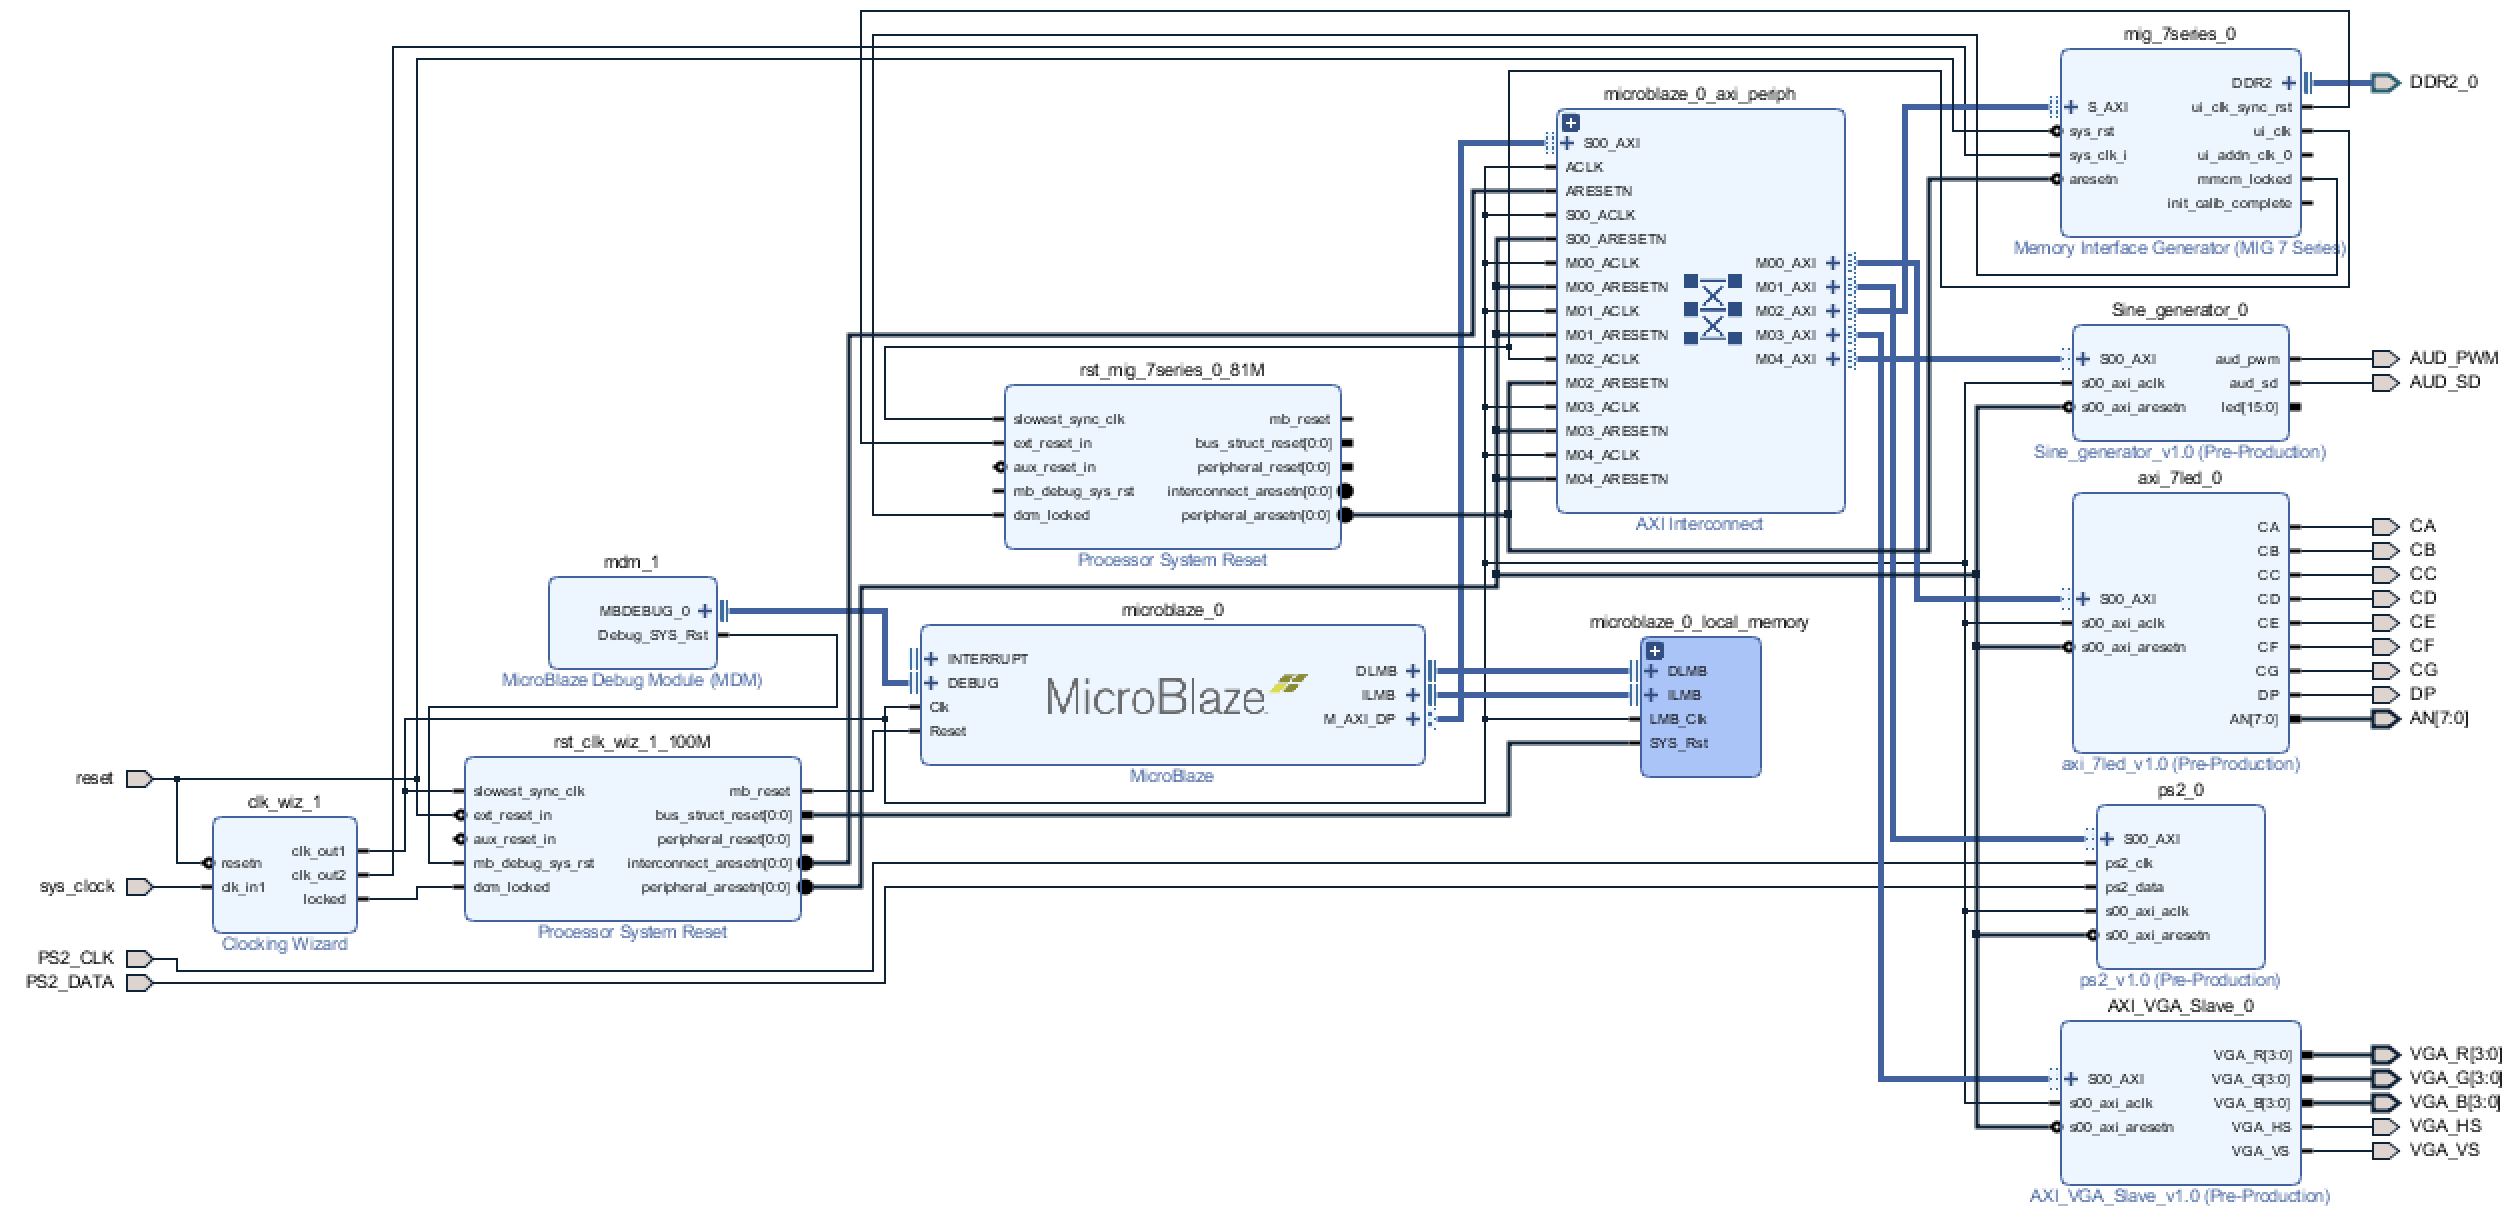 mig_7series_0
DDR2
S_AXI
ui_clk_sync_rst
sys_rst
ui_clk
sys_clk_i
ui_addn_clk_0
aresetn
mmcm_locked
init_calib_complete
Memory Interface Generator (MIG 7 Series)
DDR2_0
microblaze_0_axi_periph
S00_AXI
ACLK
ARESETN
S00_ACLK
S00_ARESETN
M00_ACLK
M00_ARESETN
M01_ACLK
M01_ARESETN
M02_ACLK
M02_ARESETN
M03_ACLK
M03_ARESETN
M04_ACLK
M04_ARESETN
M00_AXI
M01_AXI
M02_AXI
M03_AXI
M04_AXI
AXI Interconnect
Sine_generator_0
S00_AXI
s00_axi_aclk
s00_axi_aresetn
aud_pwm
aud_sd
led[15:0]
Sine_generator_v1.0 (Pre-Production)
AUD_PWM
AUD_SD
rst_mig_7series_0_81M
slowest_sync_clk
ext_reset_in
aux_reset_in
mb_debug_sys_rst
dcm_locked
mb_reset
bus_struct_reset[0:0]
peripheral_reset[0:0]
interconnect_aresetn[0:0]
peripheral_aresetn[0:0]
Processor System Reset
axi_7led_0
S00_AXI
s00_axi_aclk
s00_axi_aresetn
CA
CB
CC
CD
CE
CF
CG
DP
AN[7:0]
axi_7led_v1.0 (Pre-Production)
CA
CB
CC
CD
CE
CF
CG
DP
AN[7:0]
mdm_1
MBDEBUG_0
Debug_SYS_Rst
MicroBlaze Debug Module (MDM)
microblaze_0
INTERRUPT
DEBUG
Clk
Reset
MicroBlaze
DLMB
ILMB
M_AXI_DP
MicroBlaze
microblaze_0_local_memory
DLMB
ILMB
LMB_Clk
SYS_Rst
rst_clk_wiz_1_100M
slowest_sync_clk
ext_reset_in
aux_reset_in
mb_debug_sys_rst
dcm_locked
mb_reset
bus_struct_reset[0:0]
peripheral_reset[0:0]
interconnect_aresetn[0:0]
peripheral_aresetn[0:0]
Processor System Reset
reset
sys_clock
PS2_CLK
PS2_DATA
clk_wiz_1
resetn
clk_in1
clk_out1
clk_out2
locked
Clocking Wizard
ps2_0
S00_AXI
ps2_clk
ps2_data
s00_axi_aclk
s00_axi_aresetn
ps2_v1.0 (Pre-Production)
AXI_VGA_Slave_0
S00_AXI
s00_axi_aclk
s00_axi_aresetn
VGA_R[3:0]
VGA_G[3:0]
VGA_B[3:0]
VGA_HS
VGA_VS
AXI_VGA_Slave_v1.0 (Pre-Production)
VGA_R[3:0]
VGA_G[3:0]
VGA_B[3:0]
VGA_HS
VGA_VS